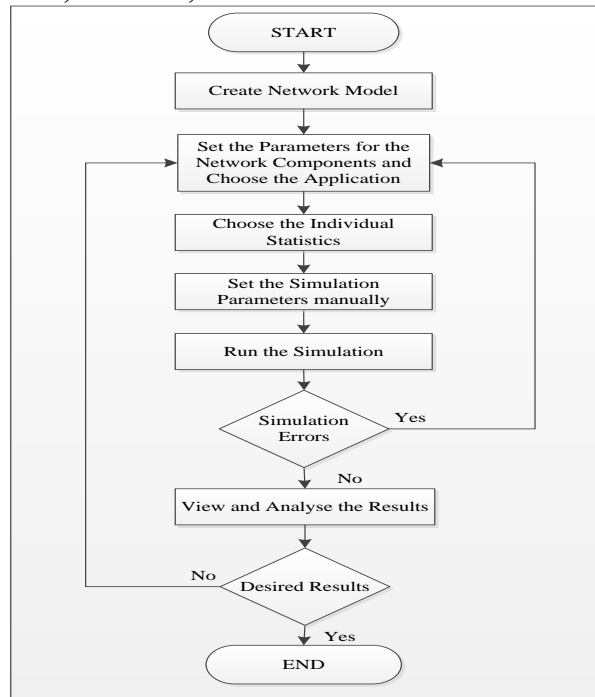 START
Create Network Model
Set the Parameters for the
Network Components and
Choose the Application
Choose the Individual
Statistics
Set the Simulation
Parameters manually
Run the Simulation
Simulation
Errors
Yes
No
View and Analyse the Results
Desired Results
No
Yes
END